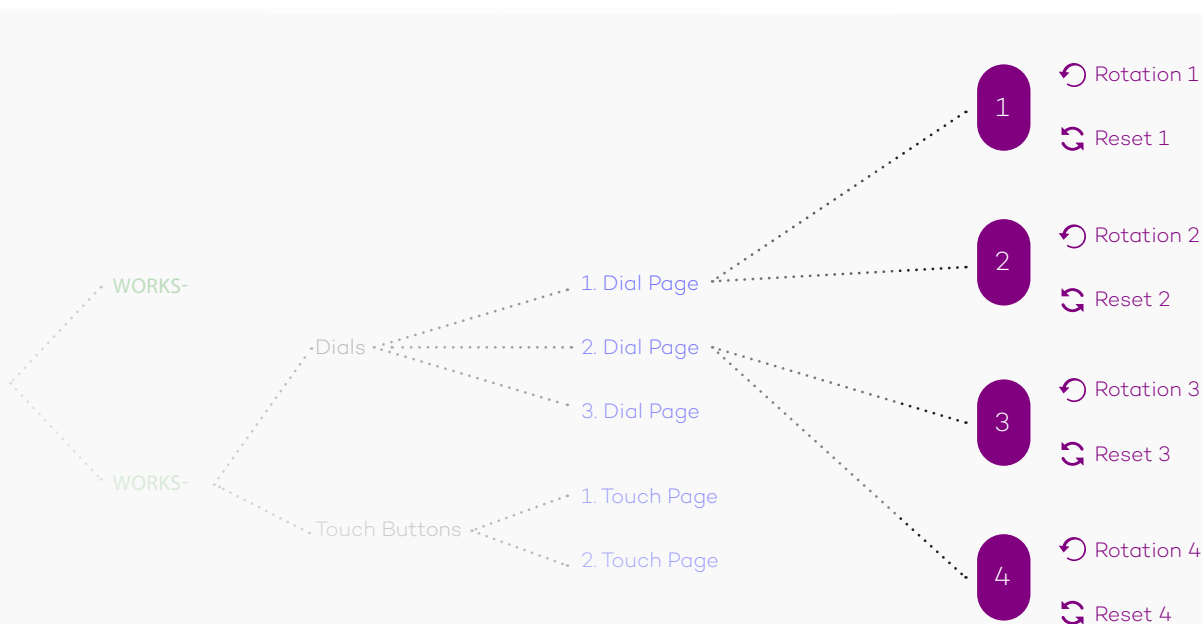 WORKS-
WORKS-
Dials
Touch Buttons
1. Dial Page
2. Dial Page
3. Dial Page
1. Touch Page
2. Touch Page
1
Rotation 1
Reset 1
2
Rotation 2
Reset 2
3
Rotation 3
Reset 3
4
Rotation 4
Reset 4